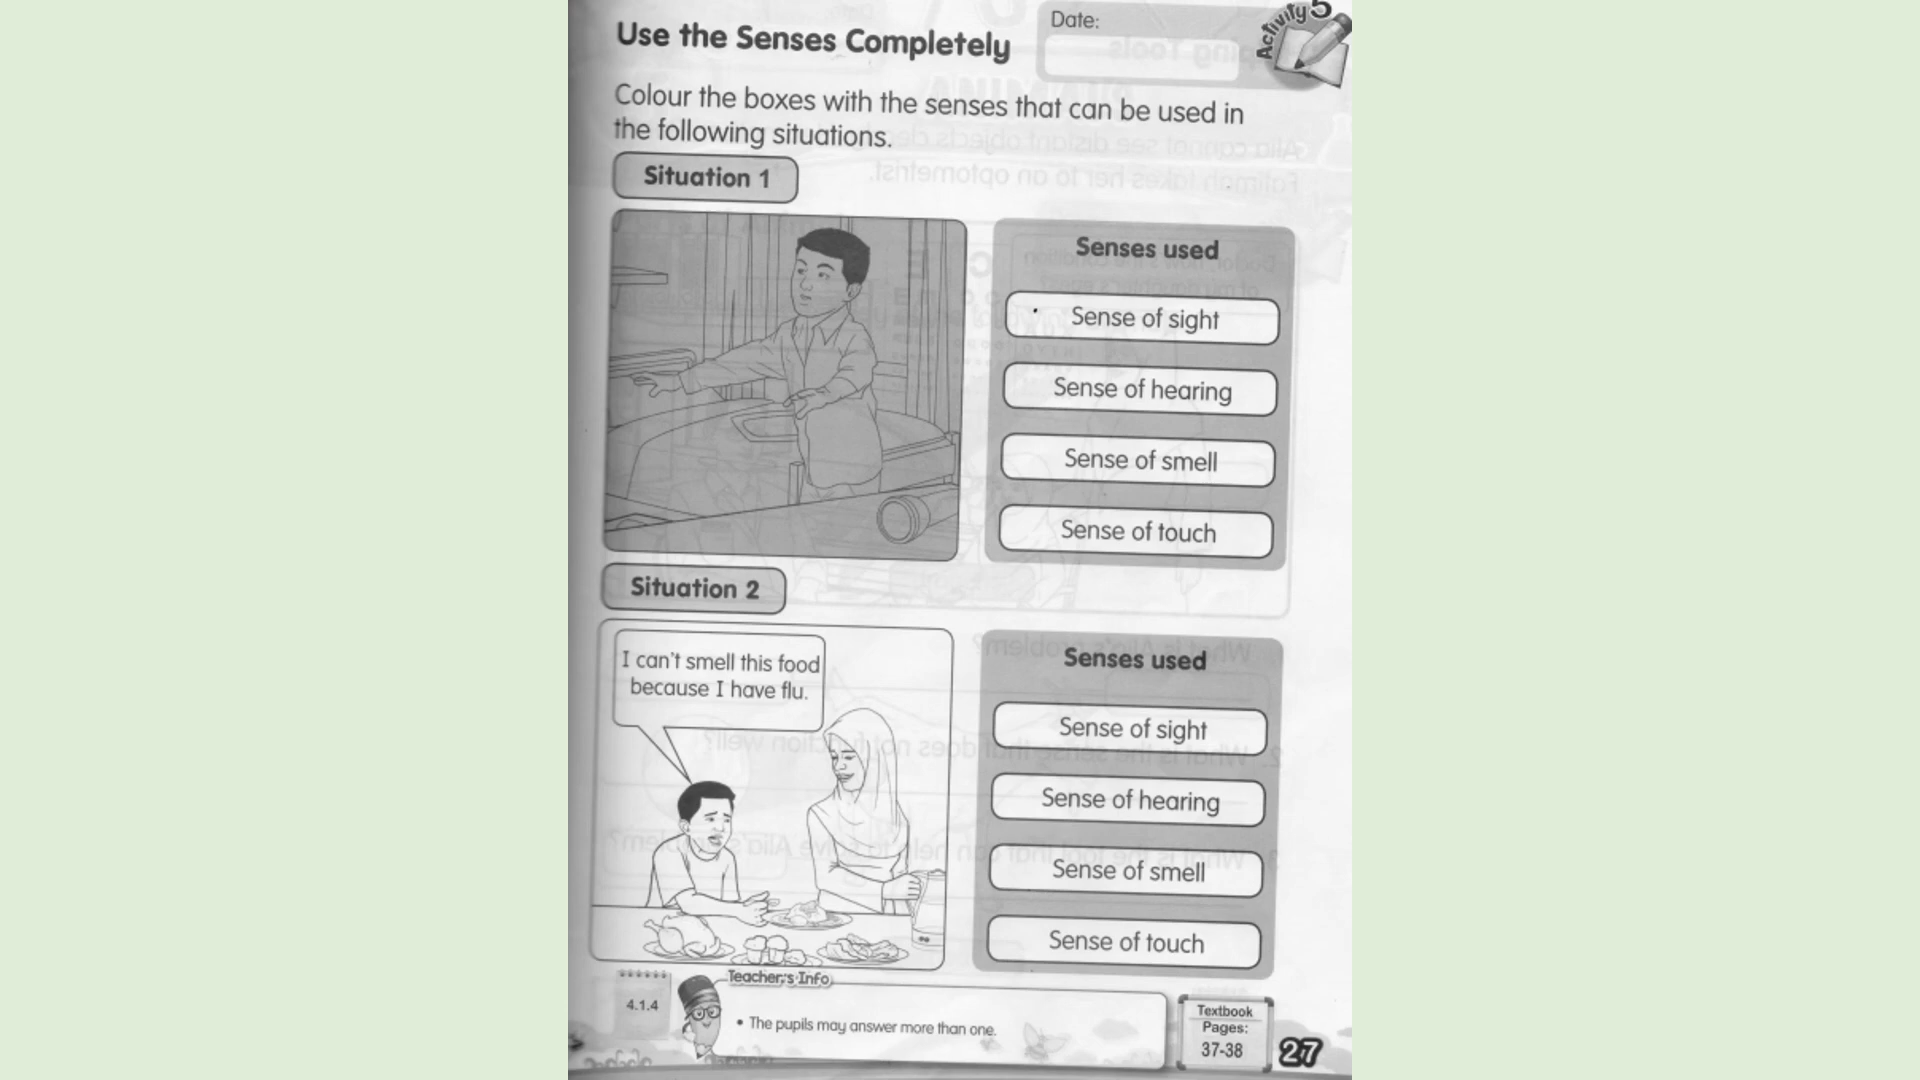 Use the Senses Completely
Date:
Activity 5
Colour the boxes with the senses that can be used in
the following situations.
Situation 1
Senses used
Sense of sight
Sense of hearing
Sense of smell
Sense of touch
Situation 2
I can't smell this food
because I have flu.
Senses used
Sense of sight
Sense of hearing
Sense of smell
Sense of touch
4.1.4
Teacher's Info
• The pupils may answer more than one.
Textbook
Pages:
37-38
27